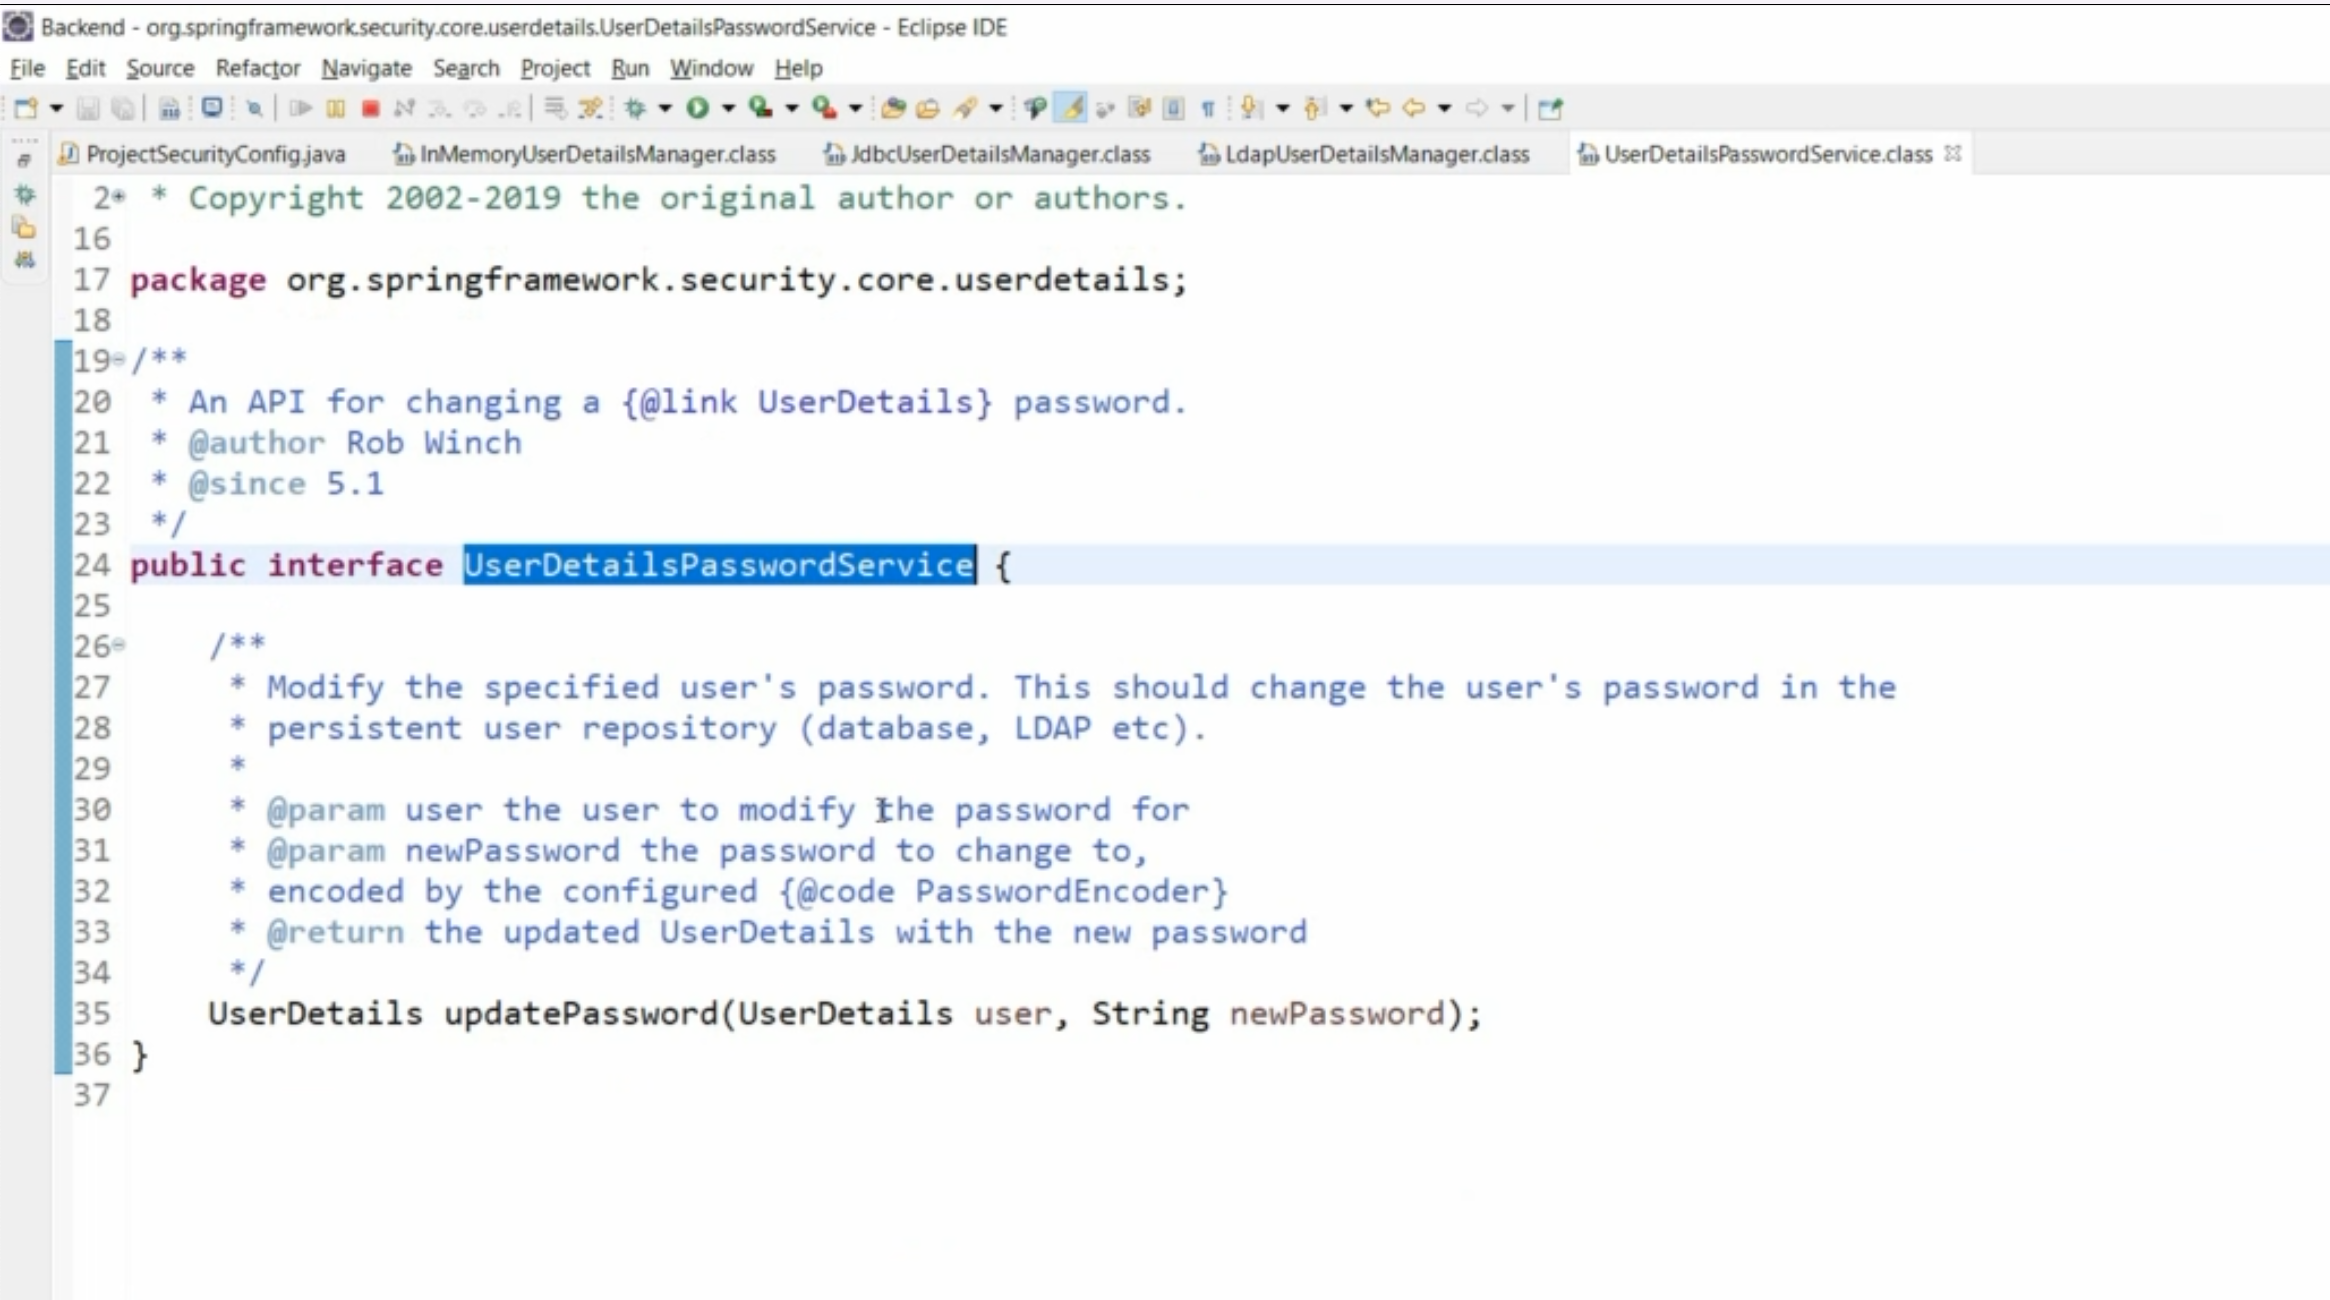 Backend - org.springframework.security.core.userdetails.UserDetailsPasswordService - Eclipse IDE
File Edit Source Refactor Navigate Search Project Run Window Help
ProjectSecurityConfig.java InMemoryUserDetailsManager.class JdbcUserDetailsManager.class LdapUserDetailsManager.class UserDetailsPasswordService.class
2 * Copyright 2002-2019 the original author or authors.
16
17 package org.springframework.security.core.userdetails;
18
19 /**
20 * An API for changing a {@link UserDetails} password.
21 * @author Rob Winch
22 * @since 5.1
23 */
24 public interface UserDetailsPasswordService {
25
26 /**
27 * Modify the specified user's password. This should change the user's password in the
28 * persistent user repository (database, LDAP etc).
29 *
30 * @param user the user to modify the password for
31 * @param newPassword the password to change to,
32 * encoded by the configured {@code PasswordEncoder}
33 * @return the updated UserDetails with the new password
34 */
35 UserDetails updatePassword(UserDetails user, String newPassword);
36 }
37